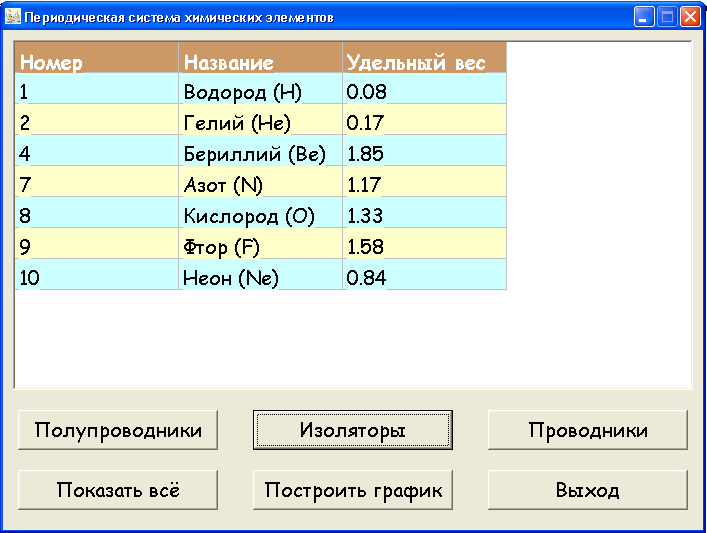 Периодическая система химических элементов
Номер Название Удельный вес
1 Водород (H) 0.08
2 Гелий (He) 0.17
4 Бериллий (Be) 1.85
7 Азот (N) 1.17
8 Кислород (O) 1.33
9 Фтор (F) 1.58
10 Неон (Ne) 0.84
Полупроводники Изоляторы Проводники
Показать всё Построить график Выход